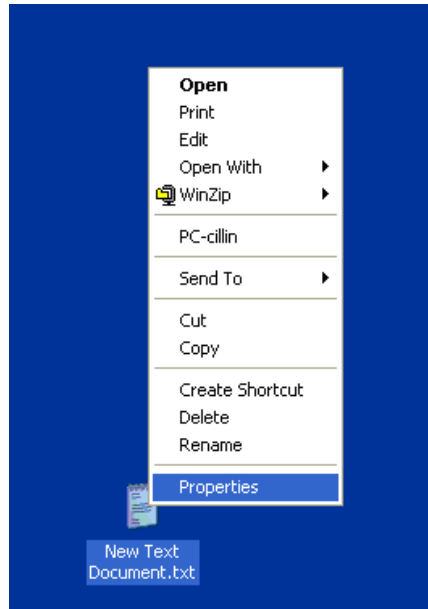 Open
Print
Edit
Open With
WinZip
PC-cillin
Send To
Cut
Copy
Create Shortcut
Delete
Rename
Properties
New Text
Document.txt